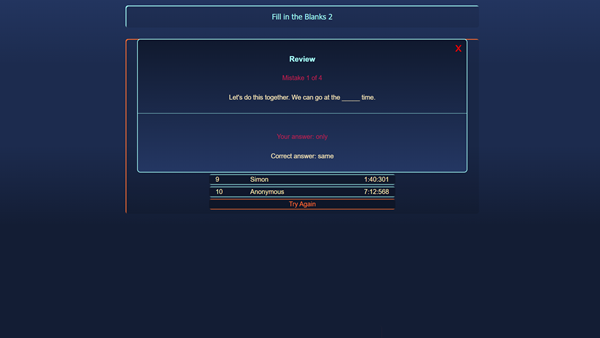 Fill in the Blanks 2
X
Review
Mistake 1 of 4
Let's do this together. We can go at the _____ time.
Your answer: only
Correct answer: same
9 Simon 1:40:301
10 Anonymous 7:12:568
Try Again